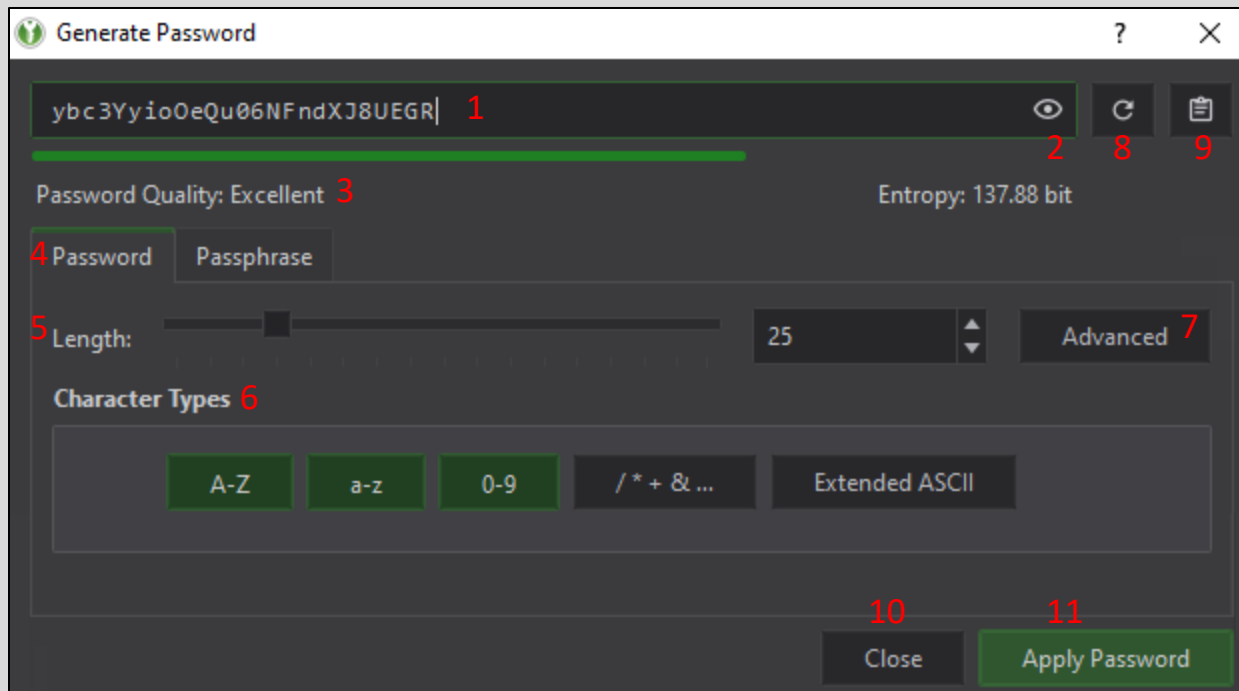 Generate Password ?
ybc3YyioOeQu06NFndXJ8UEGR 1
2 8 9
Password Quality: Excellent 3 Entropy: 137.88 bit
4 Password Passphrase
5 Length: 25 Advanced 7
Character Types 6
A-Z a-z 0-9 / * + & ... Extended ASCII
10 11
Close Apply Password